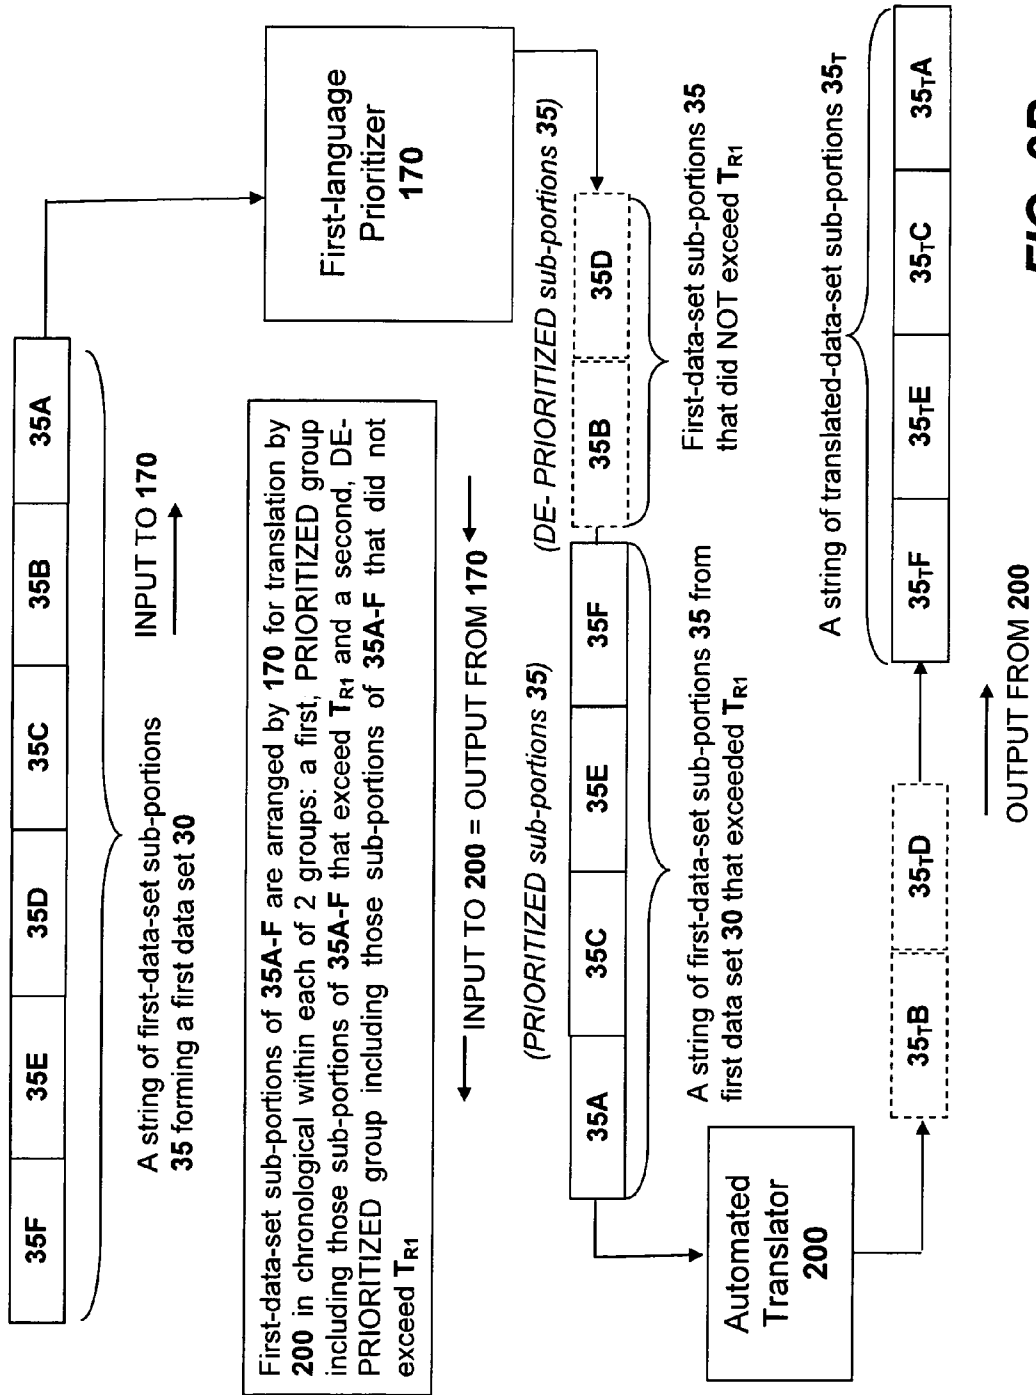 35F 35E 35D 35C 35B 35A
A string of first-data-set sub-portions
35 forming a first data set 30
INPUT TO 170
First-language
Prioritizer
170
First-data-set sub-portions of 35A-F are arranged by 170 for translation by
200 in chronological within each of 2 groups: a first, PRIORITIZED group
including those sub-portions of 35A-F that exceed TR1 and a second, DE-
PRIORITIZED group including those sub-portions of 35A-F that did not
exceed TR1
INPUT TO 200 = OUTPUT FROM 170
(PRIORITIZED sub-portions 35)
(DE- PRIORITIZED sub-portions 35)
35A 35C 35E 35F 35B 35D
A string of first-data-set sub-portions 35 from
first data set 30 that exceeded TR1
First-data-set sub-portions 35
that did NOT exceed TR1
Automated
Translator
200
A string of translated-data-set sub-portions 35T
35TB 35TD 35TF 35TE 35TC 35TA
OUTPUT FROM 200